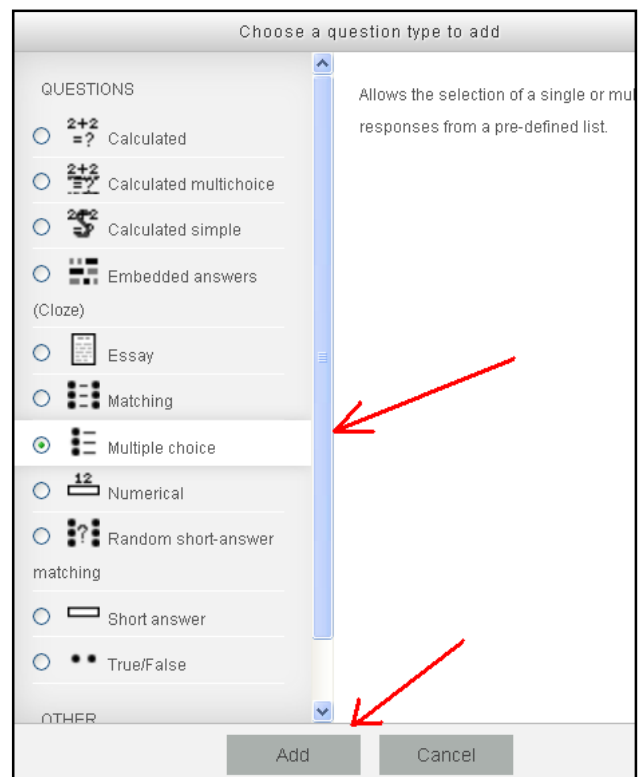 Choose a question type to add
QUESTIONS
2+2
=? Calculated
2+2
=? Calculated multichoice
Calculated simple
Embedded answers
(Cloze)
Essay
Matching
Multiple choice
12
Numerical
? Random short-answer
matching
Short answer
True/False
OTHER
Allows the selection of a single or mul
responses from a pre-defined list.
Add Cancel